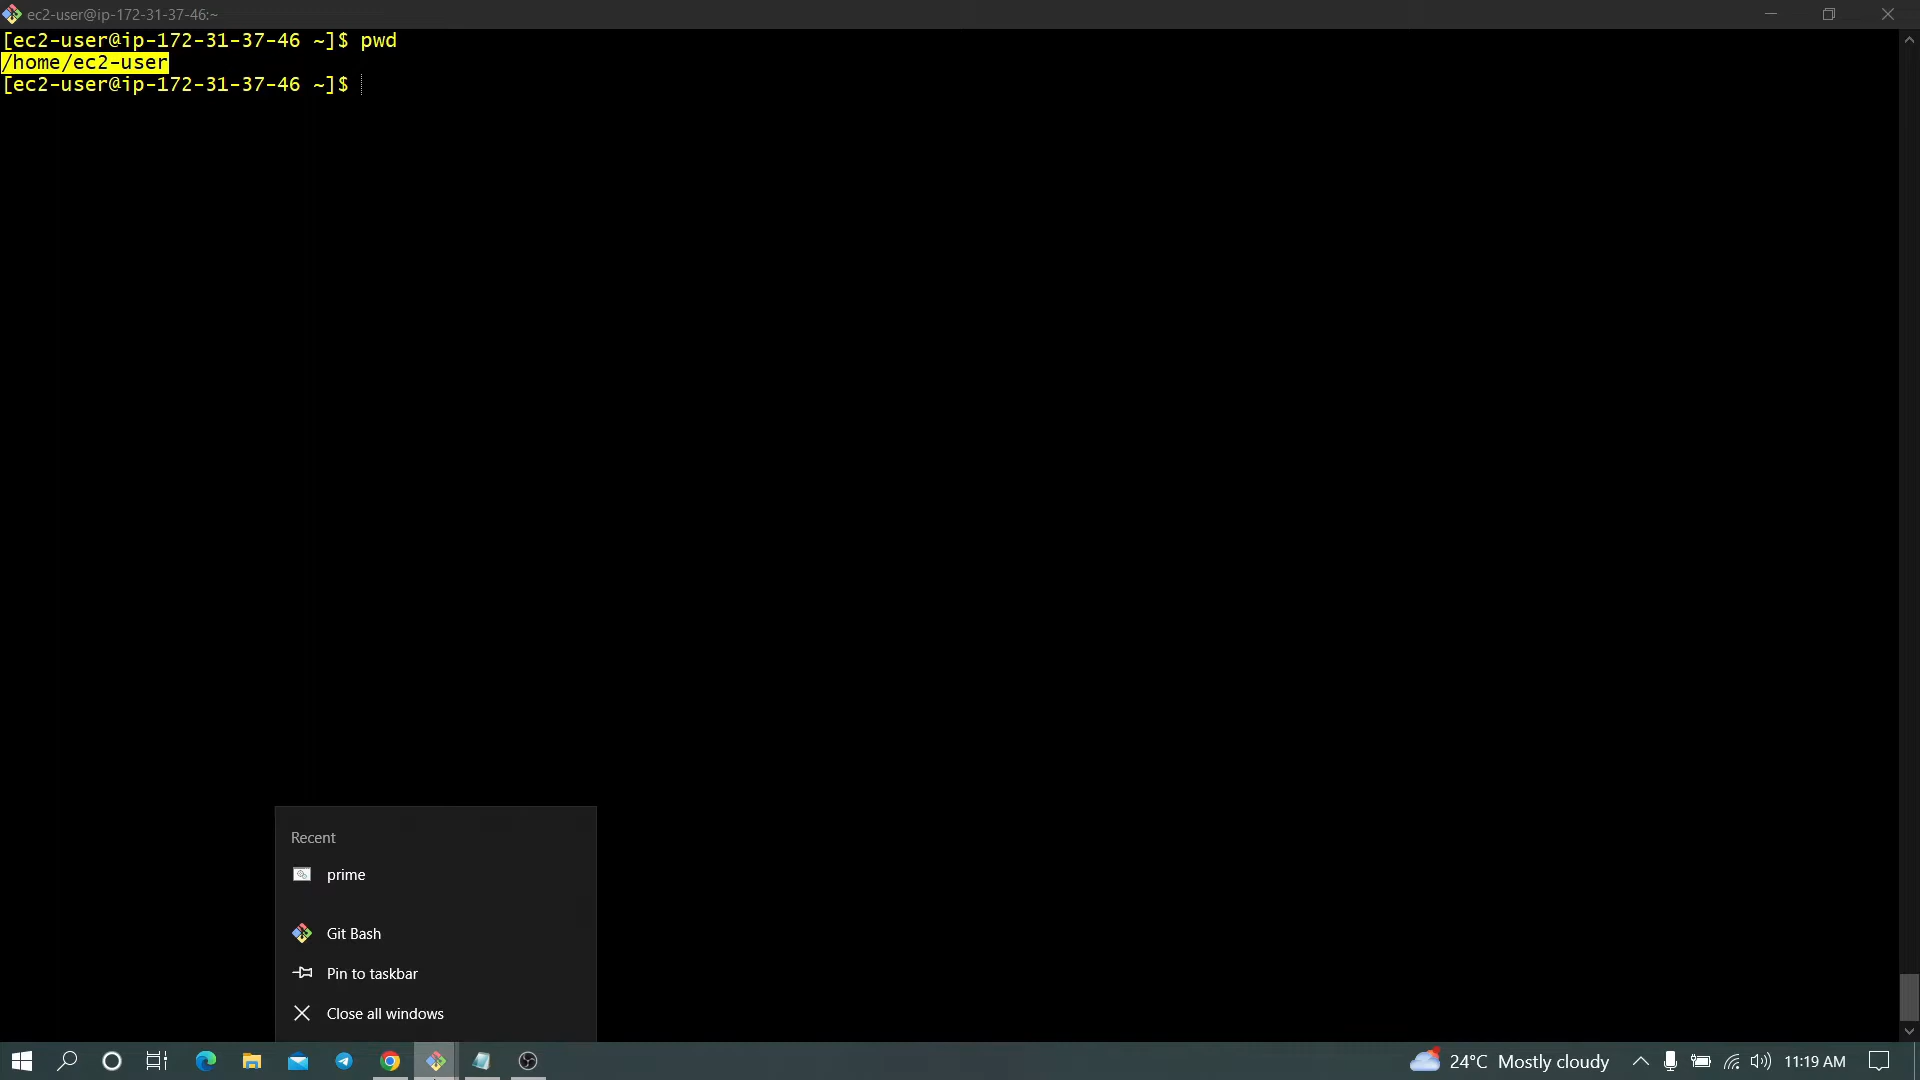 ec2-user@ip-172-31-37-46:~
[ec2-user@ip-172-31-37-46 ~]$ pwd
/home/ec2-user
[ec2-user@ip-172-31-37-46 ~]$
Recent
prime
Git Bash
Pin to taskbar
Close all windows
24°C Mostly cloudy
11:19 AM